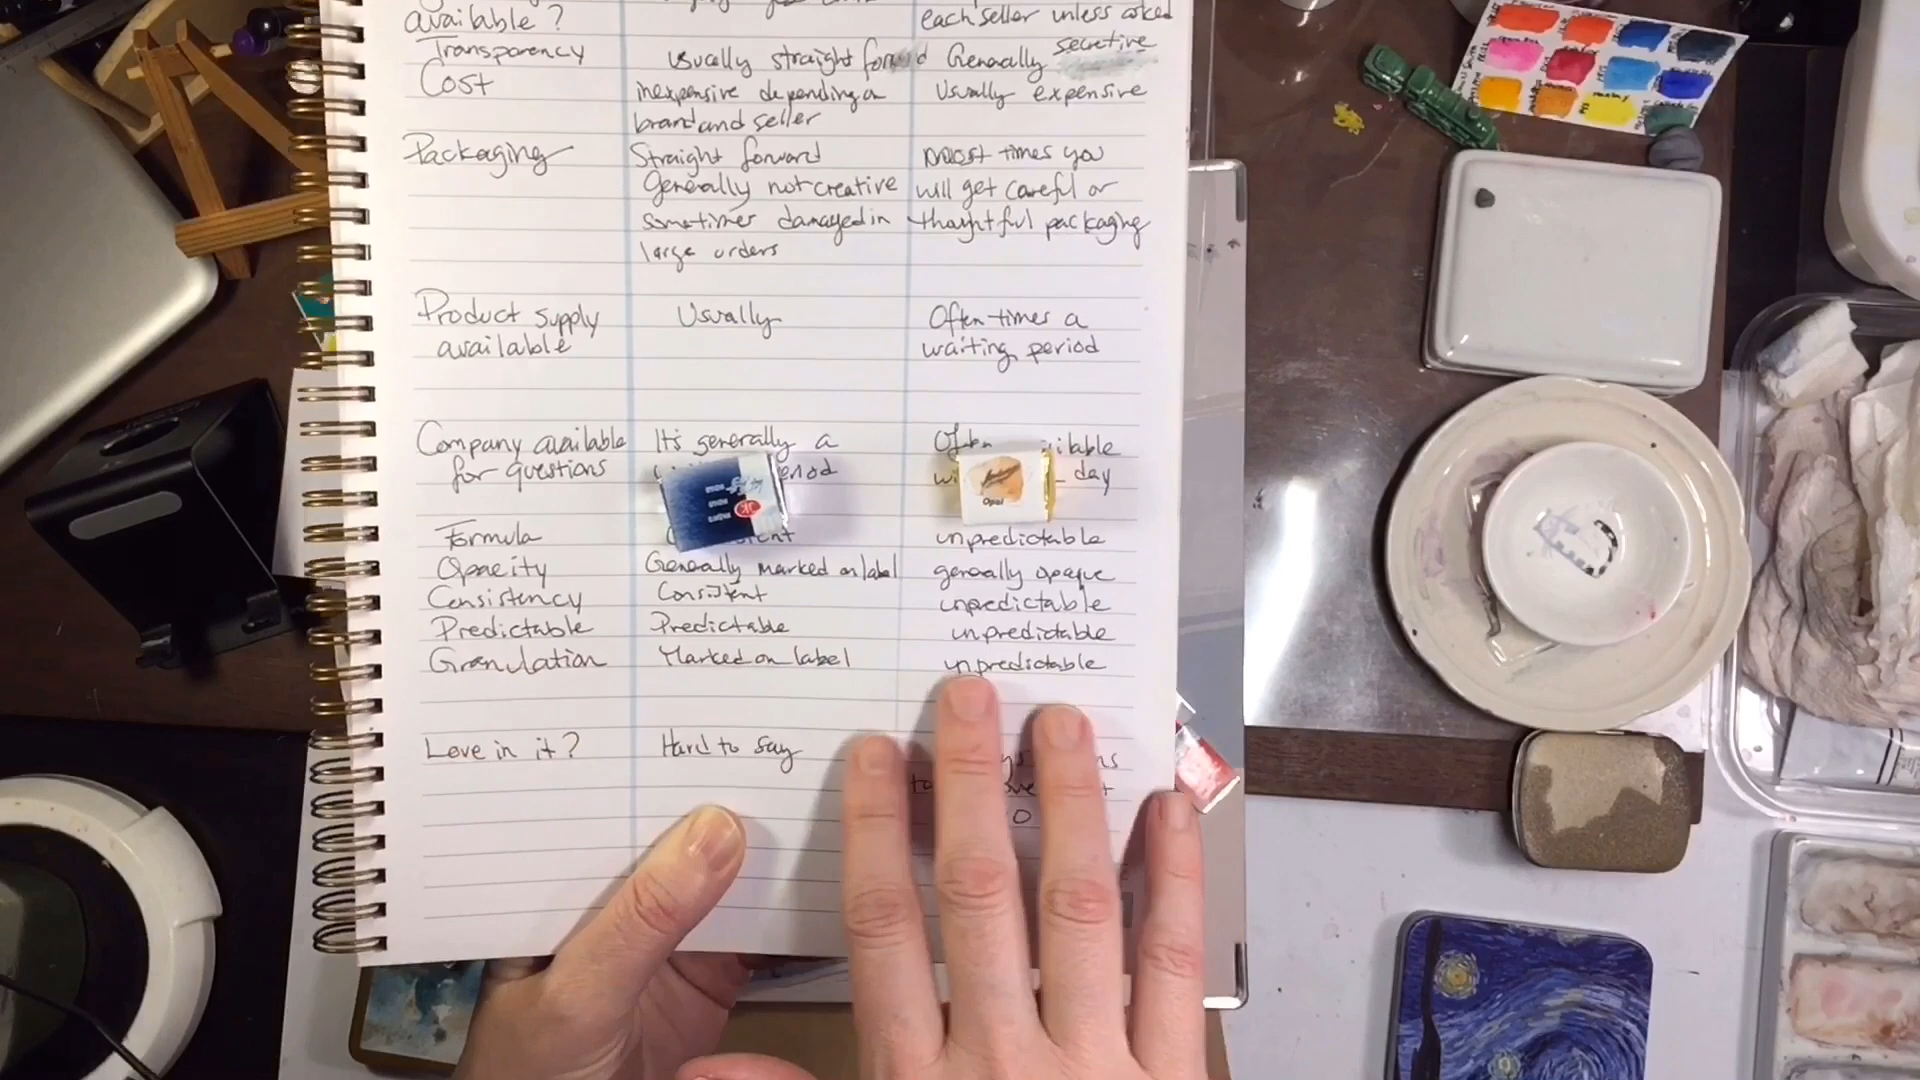 available?
each seller unless asked
Transparency
usually straight forward
Generally secretive
Cost
inexpensive depending on
brand and seller
Usually expensive
Packaging
Straight forward
Generally not creative
sometimes damaged in
large orders
most times you
will get careful or
thoughtful packaging
Product supply
available
Usually
Often times a
waiting period
Company available
for questions
It's generally a
Often
day
Formula
unpredictable
Opacity
Generally marked on label
generally opaque
Consistency
Consistent
unpredictable
Predictable
Predictable
unpredictable
Granulation
Marked on label
unpredictable
Love in it?
Hard to say
Opal